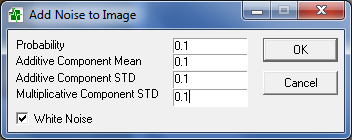 Add Noise to Image
Probability 0.1
Additive Component Mean 0.1
Additive Component STD 0.1
Multiplicative Component STD 0.1
White Noise
OK
Cancel